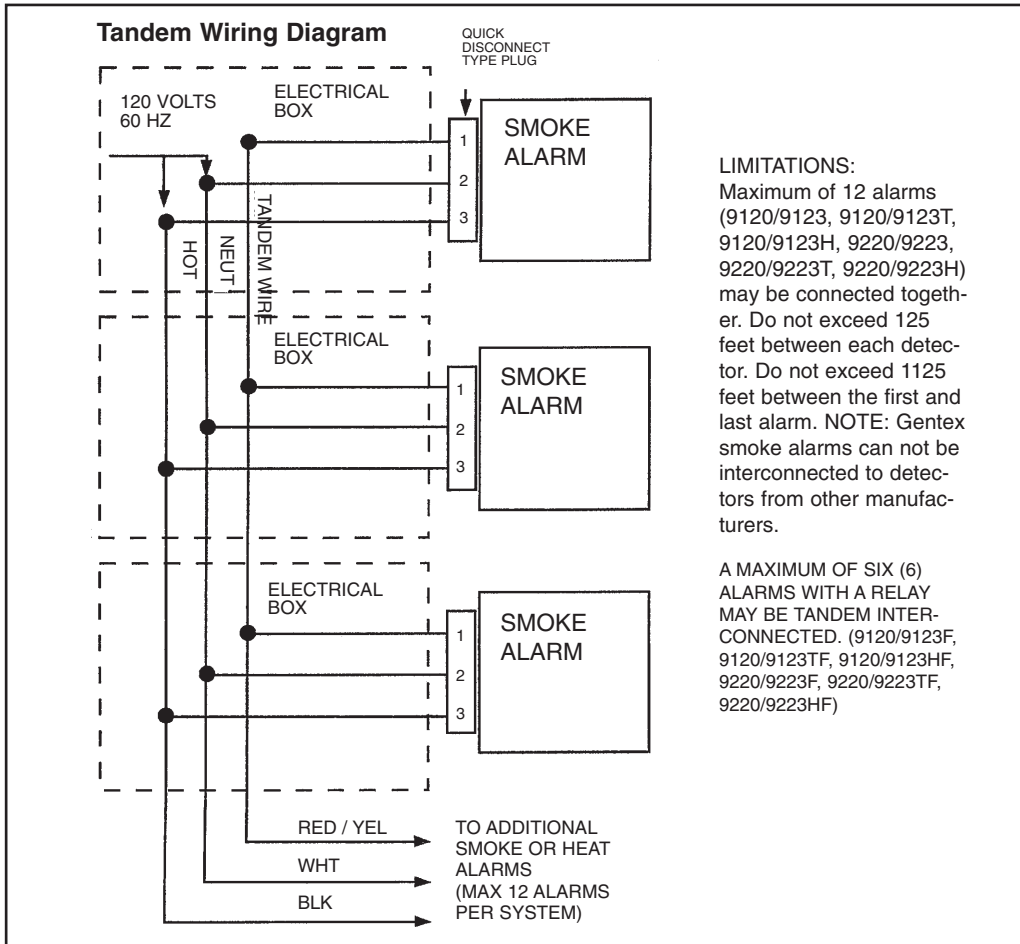 Tandem Wiring Diagram
QUICK
DISCONNECT
TYPE PLUG
120 VOLTS
60 HZ
ELECTRICAL
BOX
1
2
3
SMOKE
ALARM
HOT
NEUT
TANDEM WIRE
ELECTRICAL
BOX
1
2
3
SMOKE
ALARM
ELECTRICAL
BOX
1
2
3
SMOKE
ALARM
RED / YEL
WHT
BLK
TO ADDITIONAL
SMOKE OR HEAT
ALARMS
(MAX 12 ALARMS
PER SYSTEM)
LIMITATIONS:
Maximum of 12 alarms
(9120/9123, 9120/9123T,
9120/9123H, 9220/9223,
9220/9223T, 9220/9223H)
may be connected togeth-
er. Do not exceed 125
feet between each detec-
tor. Do not exceed 1125
feet between the first and
last alarm. NOTE: Gentex
smoke alarms can not be
interconnected to detec-
tors from other manufac-
turers.
A MAXIMUM OF SIX (6)
ALARMS WITH A RELAY
MAY BE TANDEM INTER-
CONNECTED. (9120/9123F,
9120/9123TF, 9120/9123HF,
9220/9223F, 9220/9223TF,
9220/9223HF)